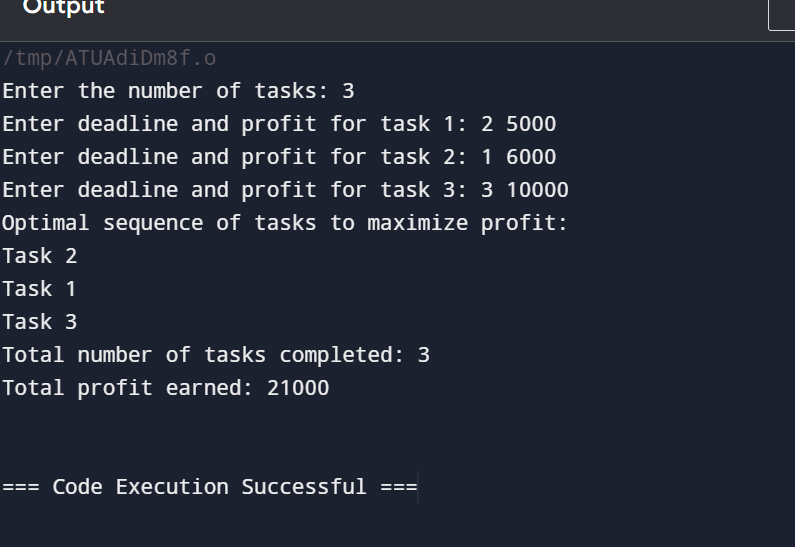 Output
/tmp/ATUAdiDm8f.o
Enter the number of tasks: 3
Enter deadline and profit for task 1: 2 5000
Enter deadline and profit for task 2: 1 6000
Enter deadline and profit for task 3: 3 10000
Optimal sequence of tasks to maximize profit:
Task 2
Task 1
Task 3
Total number of tasks completed: 3
Total profit earned: 21000
=== Code Execution Successful ===